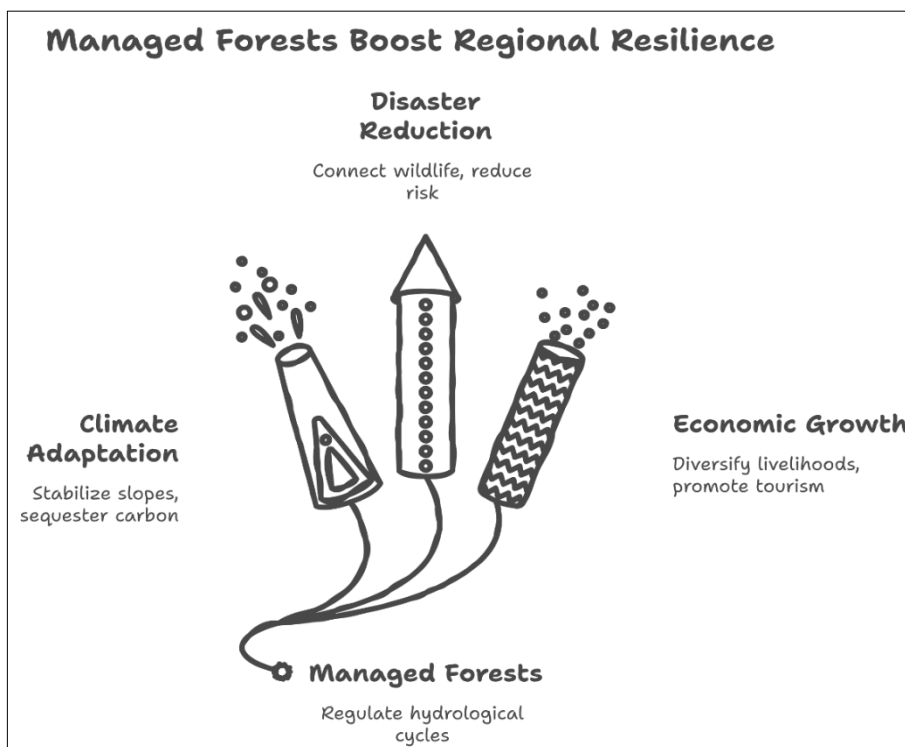 Managed Forests Boost Regional Resilience
Disaster
Reduction
Connect wildlife, reduce
risk
Climate
Adaptation
Stabilize slopes,
sequester carbon
Economic Growth
Diversify livelihoods,
promote tourism
Managed Forests
Regulate hydrological
cycles